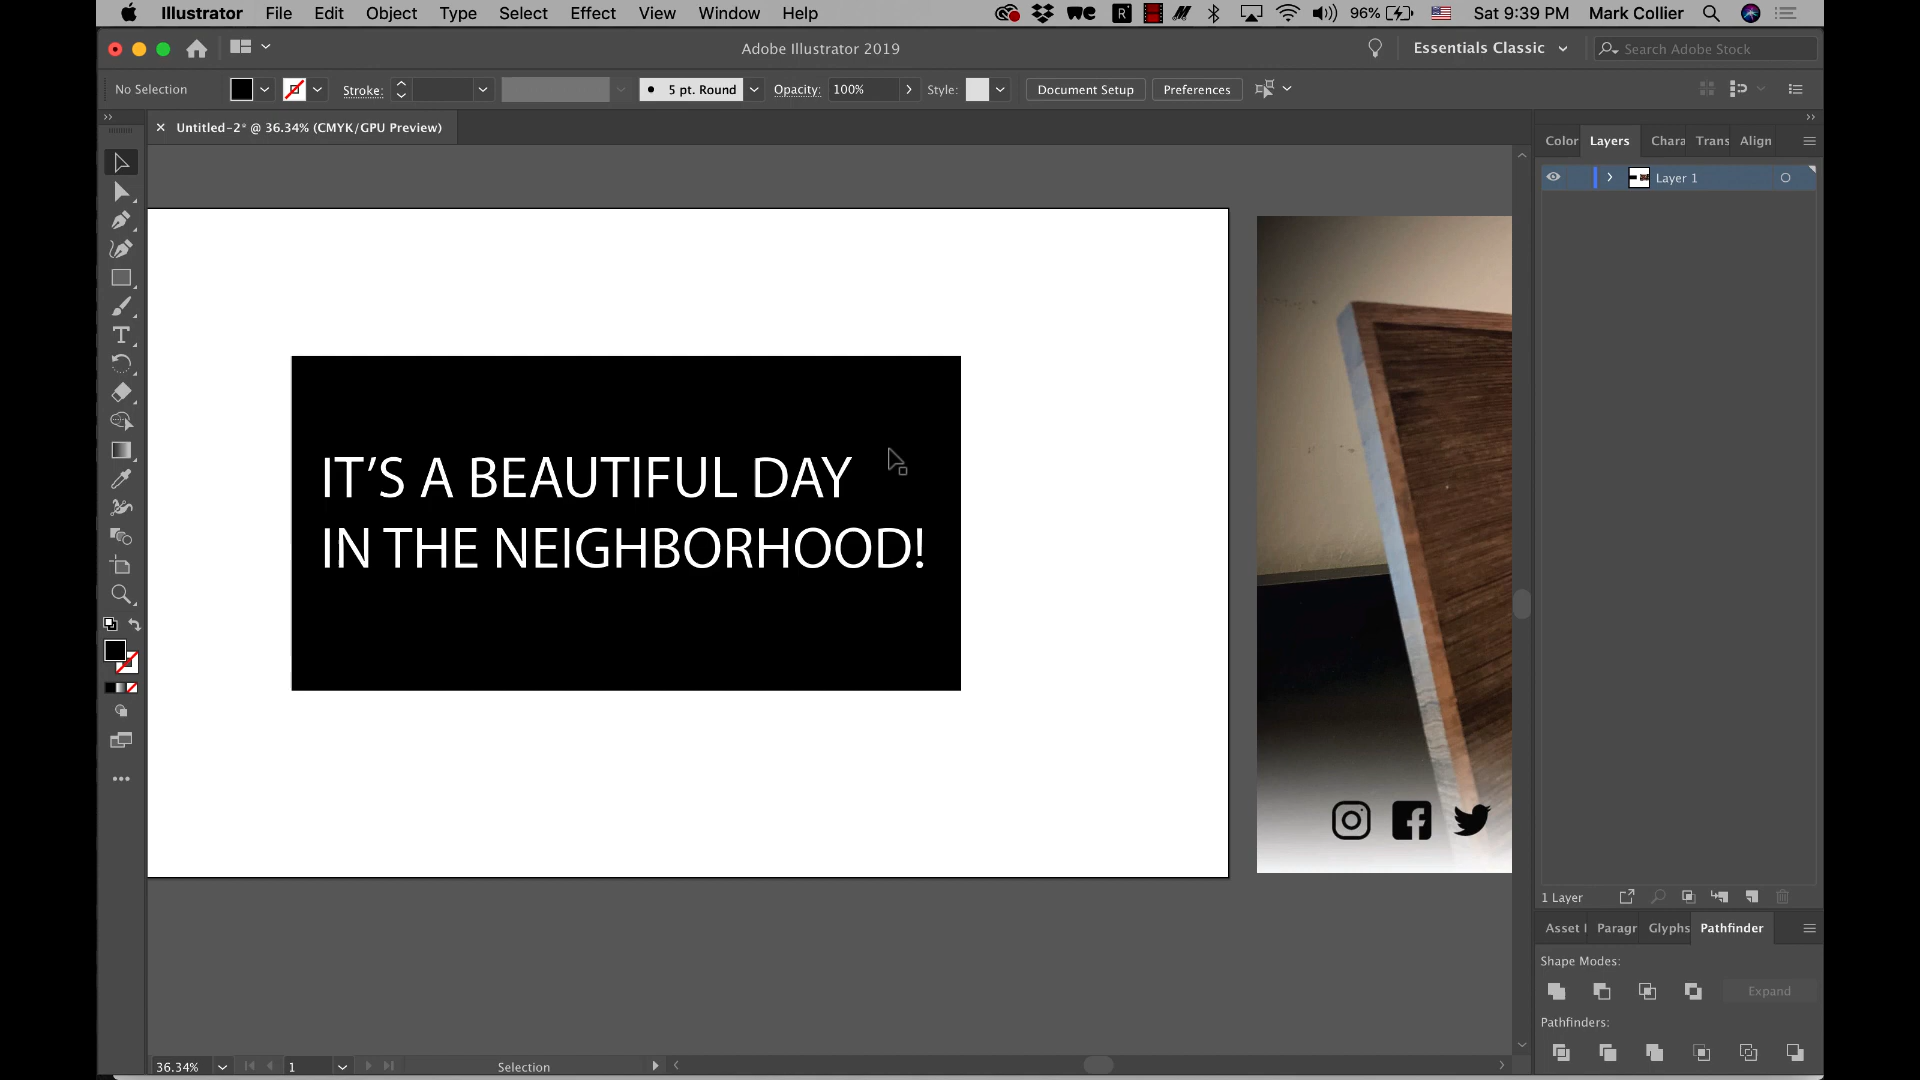 Illustrator File Edit Object Type Select Effect View Window Help 96% Sat 9:39 PM Mark Collier
Adobe Illustrator 2019 Essentials Classic Search Adobe Stock
No Selection Stroke: 5 pt. Round Opacity: 100% Style: Document Setup Preferences
Untitled-2* @ 36.34% (CMYK/GPU Preview)
Color Layers Chara Trans Align
Layer 1
IT’S A BEAUTIFUL DAY
IN THE NEIGHBORHOOD!
1 Layer
Asset Paragr Glyphs Pathfinder
Shape Modes:
Expand
Pathfinders:
36.34% 1 Selection